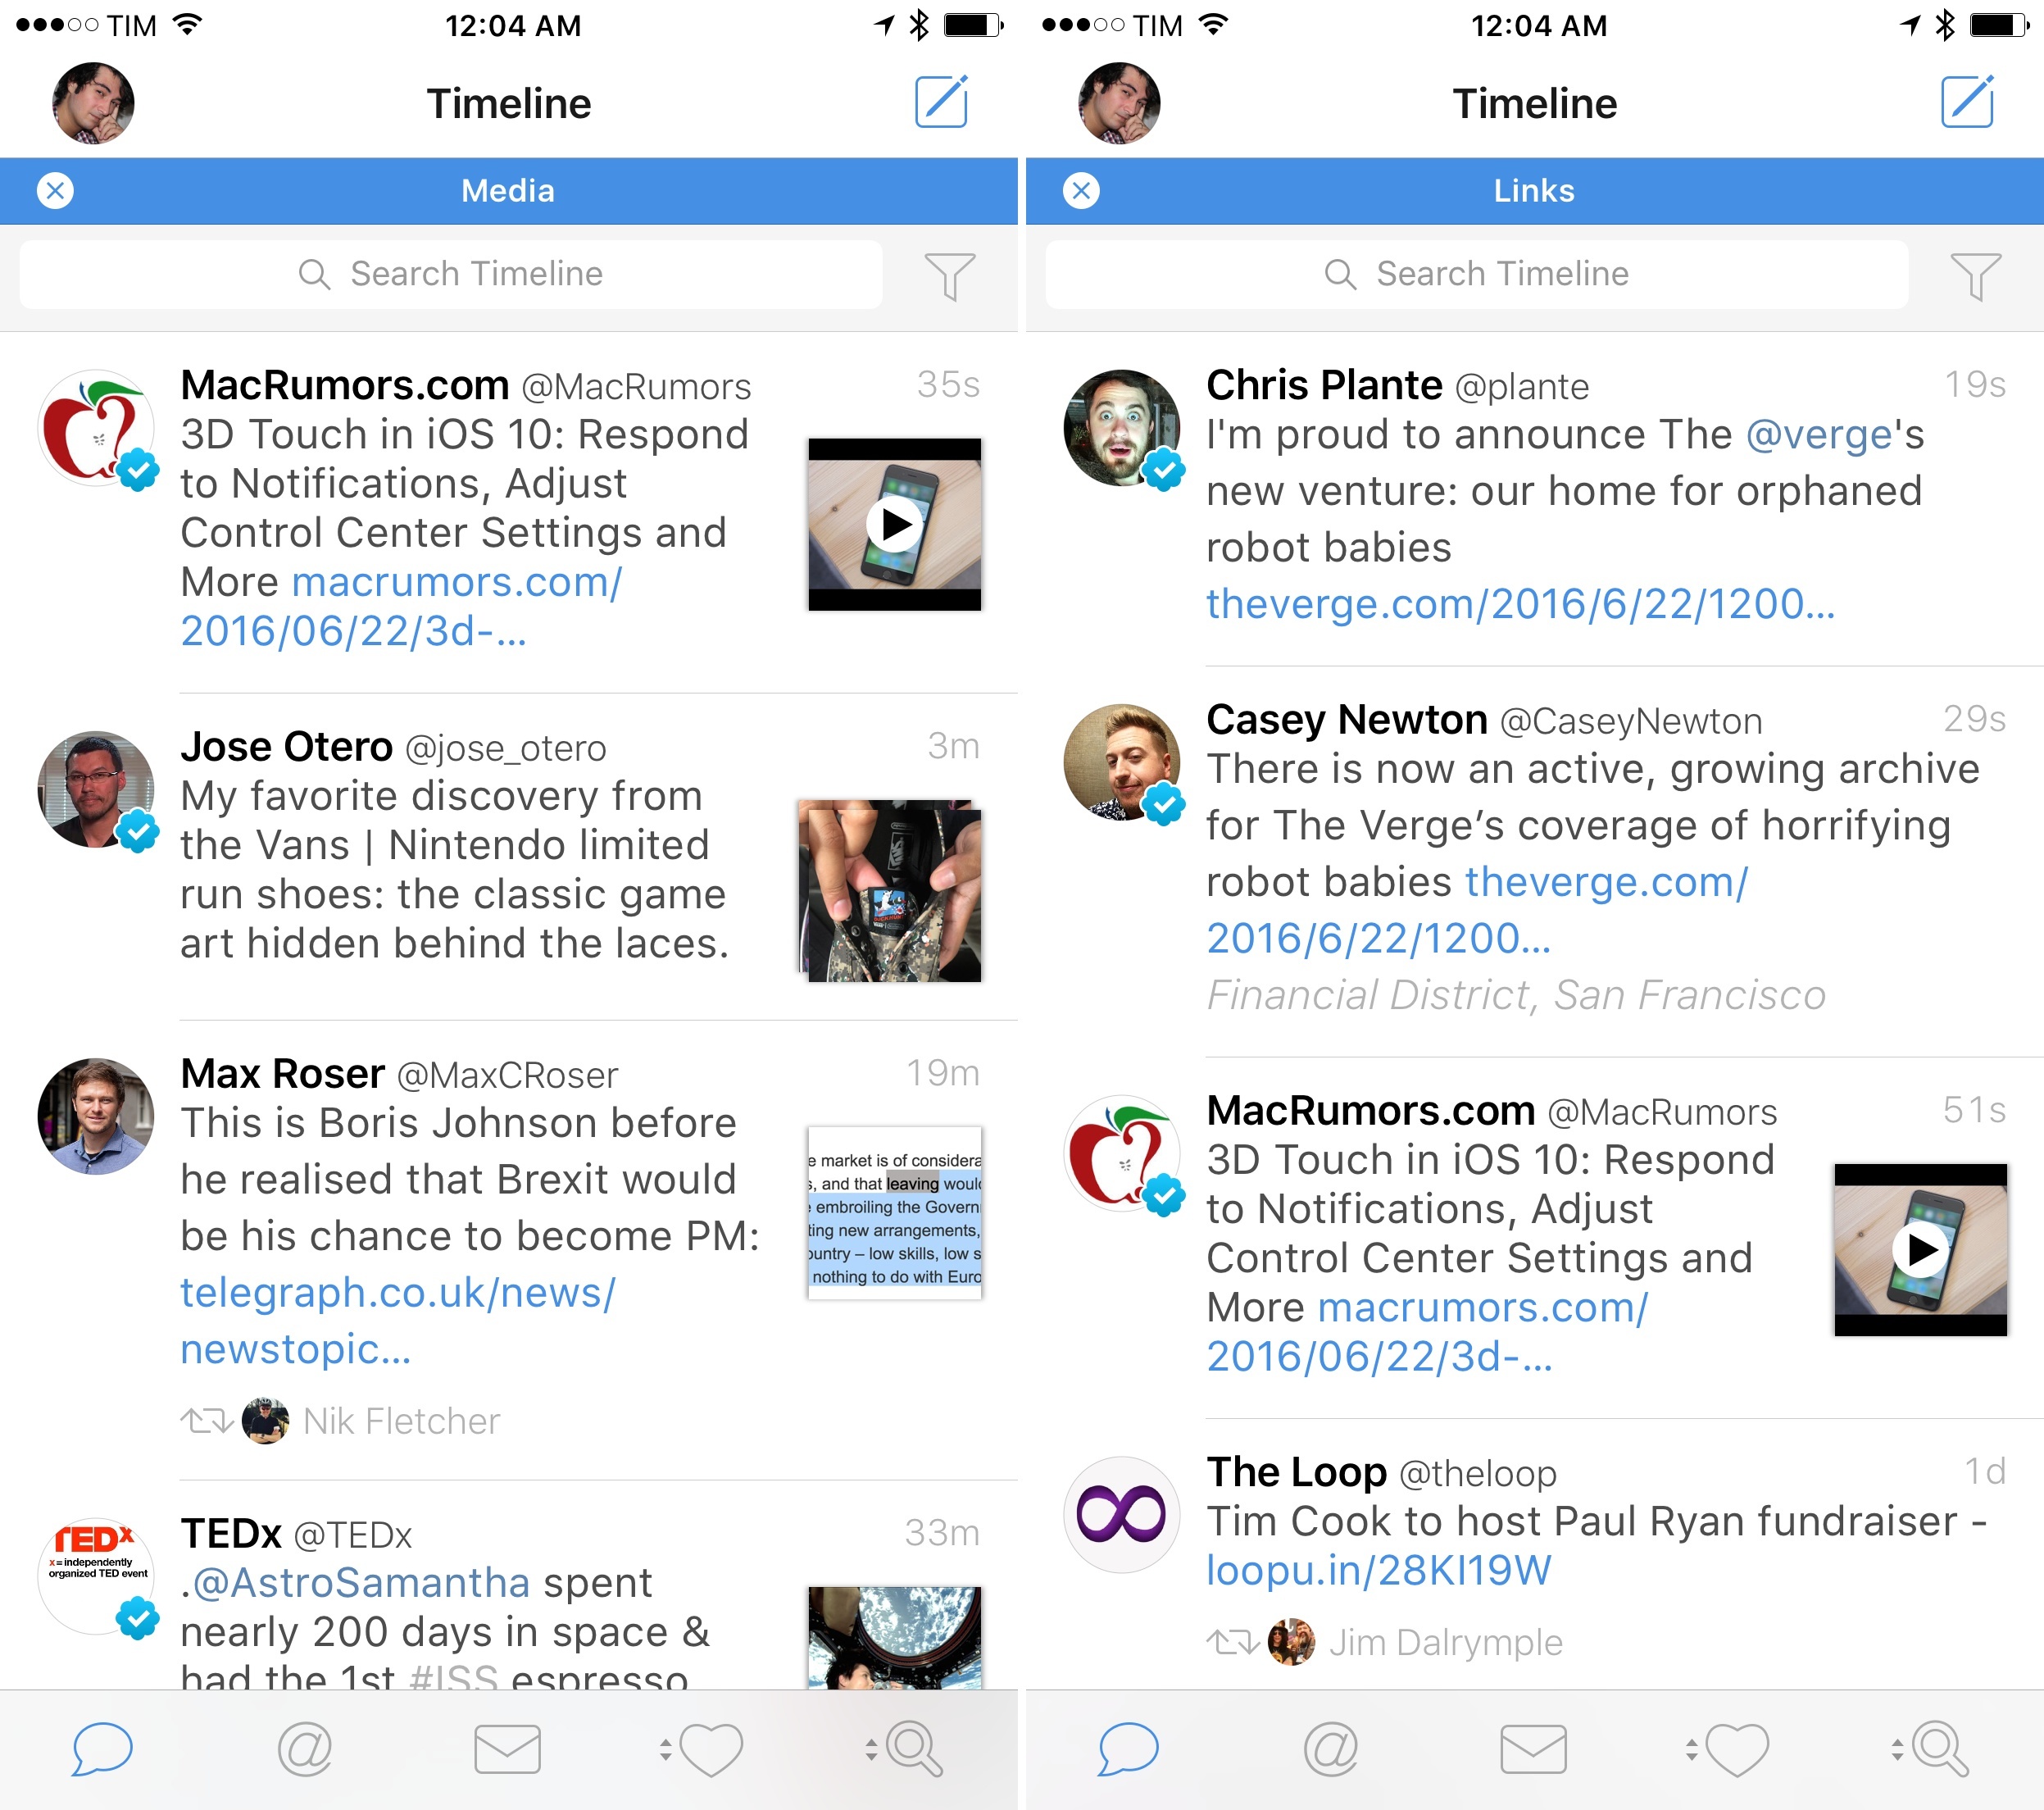 TIM
12:04 AM
Timeline
Media
Search Timeline
MacRumors.com @MacRumors 35s
3D Touch in iOS 10: Respond
to Notifications, Adjust
Control Center Settings and
More macrumors.com/
2016/06/22/3d-...
Jose Otero @jose_otero 3m
My favorite discovery from
the Vans | Nintendo limited
run shoes: the classic game
art hidden behind the laces.
Max Roser @MaxCRoser 19m
This is Boris Johnson before
he realised that Brexit would
be his chance to become PM:
telegraph.co.uk/news/
newstopic...
e market is of considera
s, and that leaving would
embroiling the Govern
ting new arrangements,
ountry – low skills, low s
nothing to do with Euro
Nik Fletcher
TEDx @TEDx 33m
TEDx
x = independently
organized TED event
.@AstroSamantha spent
nearly 200 days in space &
had the 1st #ISS espresso
TIM
12:04 AM
Timeline
Links
Search Timeline
Chris Plante @plante 19s
I'm proud to announce The @verge's
new venture: our home for orphaned
robot babies
theverge.com/2016/6/22/1200...
Casey Newton @CaseyNewton 29s
There is now an active, growing archive
for The Verge’s coverage of horrifying
robot babies theverge.com/
2016/6/22/1200...
Financial District, San Francisco
MacRumors.com @MacRumors 51s
3D Touch in iOS 10: Respond
to Notifications, Adjust
Control Center Settings and
More macrumors.com/
2016/06/22/3d-...
The Loop @theloop 1d
Tim Cook to host Paul Ryan fundraiser -
loopu.in/28KI19W
Jim Dalrymple